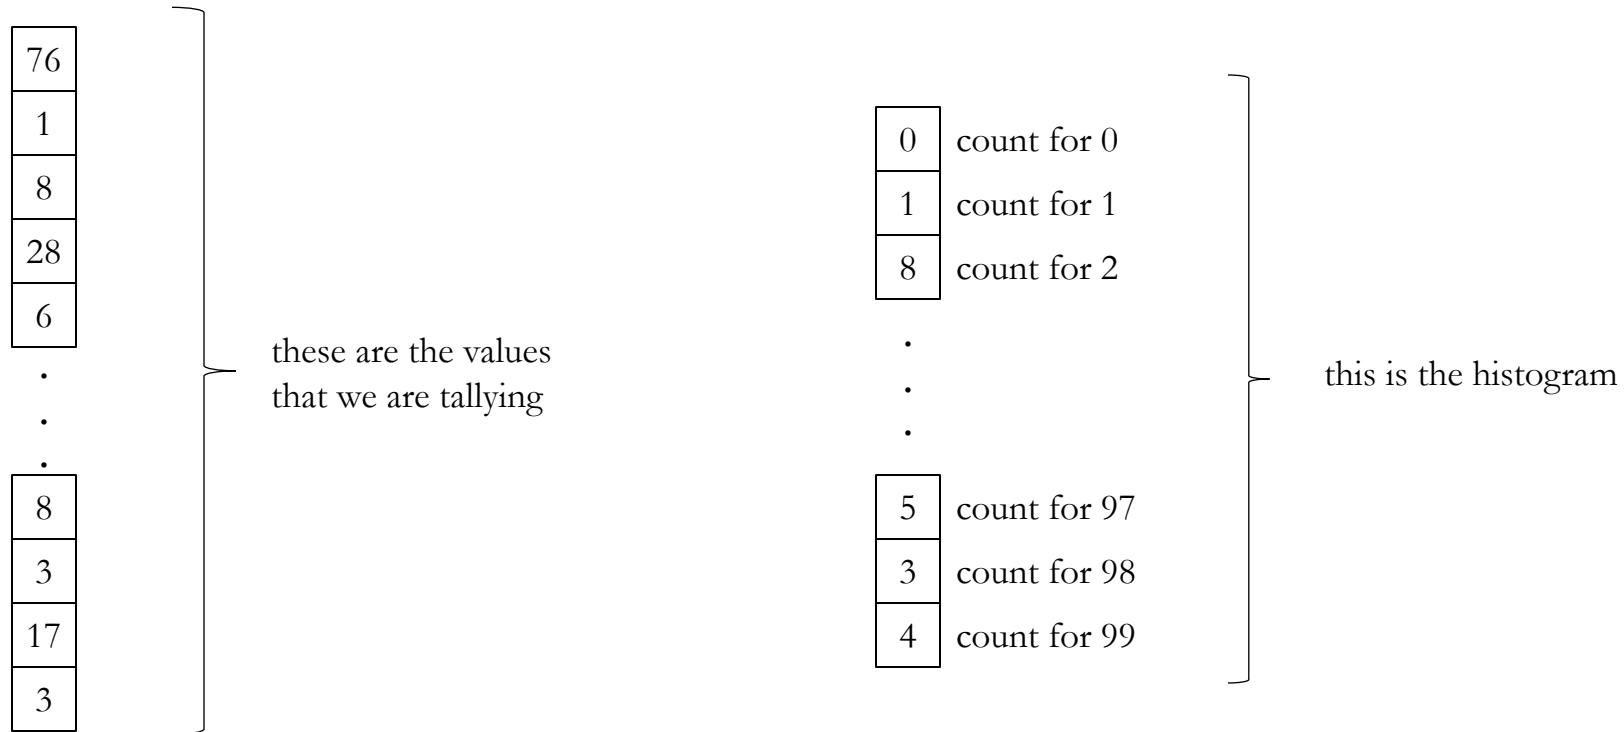 76
1
8
28
6
.
.
.
8
3
17
3
these are the values
that we are tallying
0 count for 0
1 count for 1
8 count for 2
.
.
.
5 count for 97
3 count for 98
4 count for 99
this is the histogram